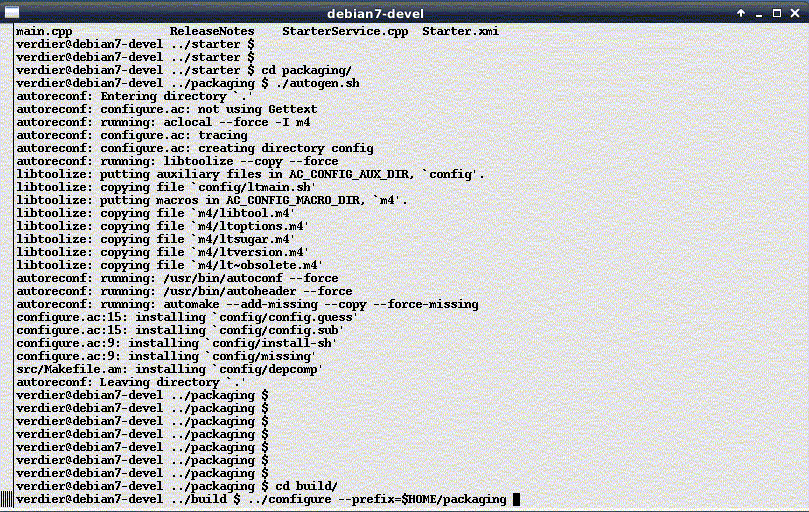 debian7-devel
main.cpp ReleaseNotes StarterService.cpp Starter.xmi
verdier@debian7-devel ../starter $
verdier@debian7-devel ../starter $
verdier@debian7-devel ../starter $ cd packaging/
verdier@debian7-devel ../packaging $ ./autogen.sh
autoreconf: Entering directory `.'
autoreconf: configure.ac: not using Gettext
autoreconf: running: aclocal --force -I m4
autoreconf: configure.ac: tracing
autoreconf: configure.ac: creating directory config
autoreconf: running: libtoolize --copy --force
libtoolize: putting auxiliary files in AC_CONFIG_AUX_DIR, `config'.
libtoolize: copying file `config/ltmain.sh'
libtoolize: putting macros in AC_CONFIG_MACRO_DIR, `m4'.
libtoolize: copying file `m4/libtool.m4'
libtoolize: copying file `m4/ltoptions.m4'
libtoolize: copying file `m4/ltsugar.m4'
libtoolize: copying file `m4/ltversion.m4'
libtoolize: copying file `m4/lt~obsolete.m4'
autoreconf: running: /usr/bin/autoconf --force
autoreconf: running: /usr/bin/autoheader --force
autoreconf: running: automake --add-missing --copy --force-missing
configure.ac:15: installing `config/config.guess'
configure.ac:15: installing `config/config.sub'
configure.ac:9: installing `config/install-sh'
configure.ac:9: installing `config/missing'
src/Makefile.am: installing `config/depcomp'
autoreconf: Leaving directory `.'
verdier@debian7-devel ../packaging $
verdier@debian7-devel ../packaging $
verdier@debian7-devel ../packaging $
verdier@debian7-devel ../packaging $
verdier@debian7-devel ../packaging $
verdier@debian7-devel ../packaging $
verdier@debian7-devel ../packaging $
verdier@debian7-devel ../packaging $ cd build/
verdier@debian7-devel ../build $ ../configure --prefix=$HOME/packaging